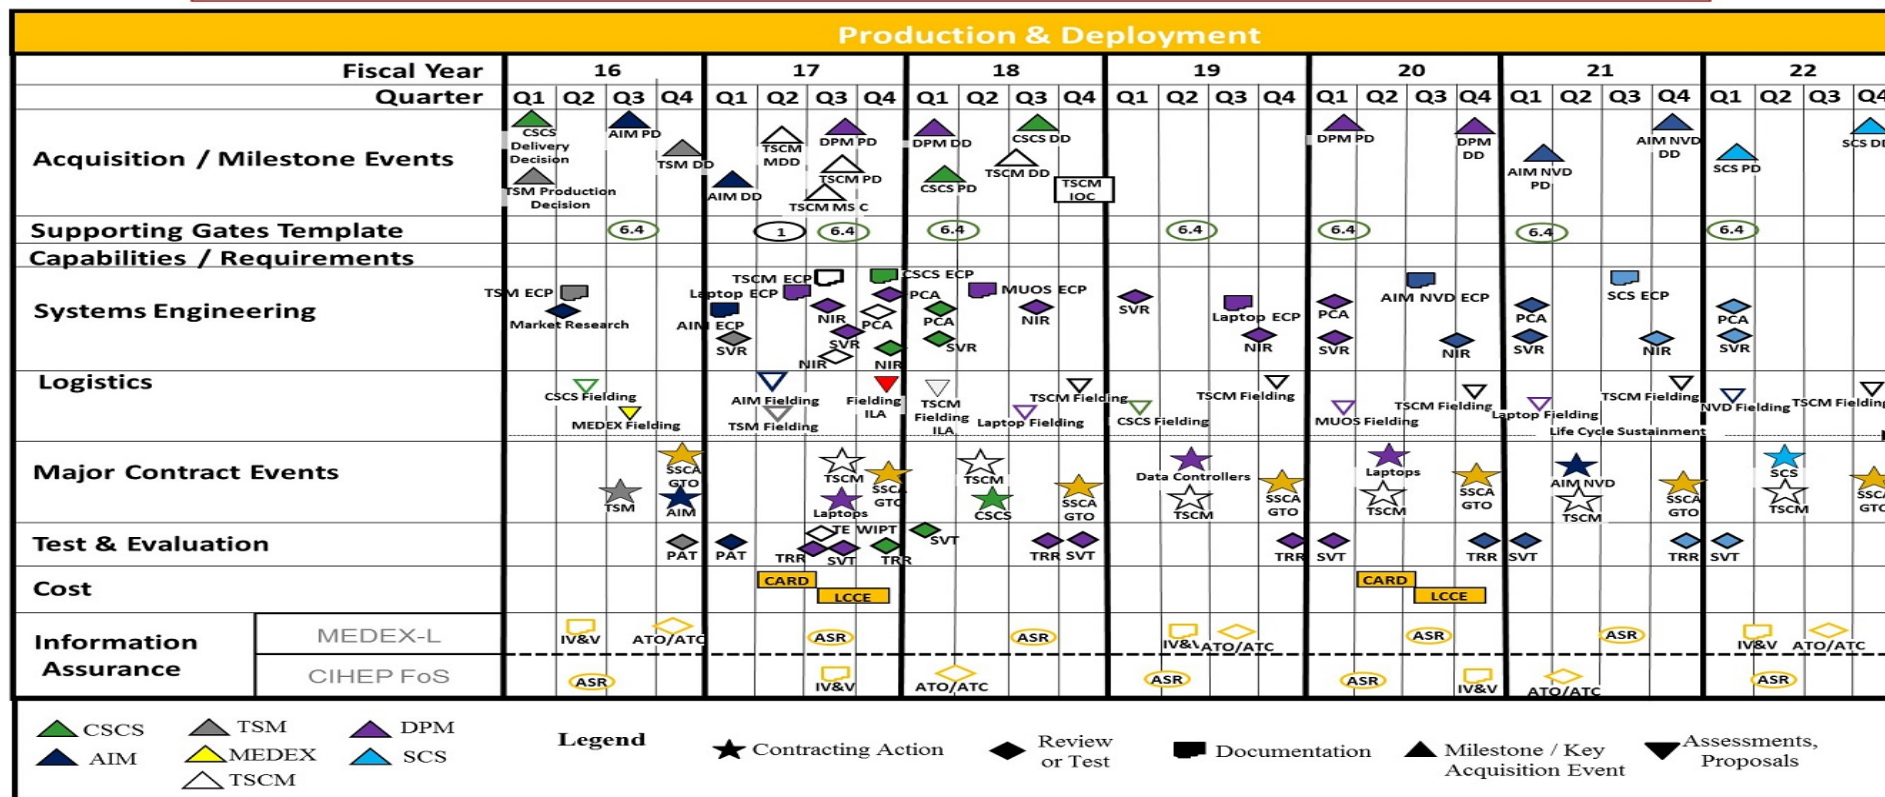 Production & Deployment
Fiscal Year 16 17 18 19 20 21 22
Quarter Q1 Q2 Q3 Q4 Q1 Q2 Q3 Q4 Q1 Q2 Q3 Q4 Q1 Q2 Q3 Q4 Q1 Q2 Q3 Q4 Q1 Q2 Q3 Q4 Q1 Q2 Q3 Q4
Acquisition / Milestone Events
CSCS
Delivery
Decision
TSM Production
Decision
AIM PD
TSM DD
AIM DD
TSCM
MDD
DPM PD
TSCM PD
TSCM MS C
DPM DD
CSCS PD
CSCS DD
TSCM DD
TSCM
IOC
DPM PD
DPM
DD
AIM NVD
PD
AIM NVD
DD
SCS PD
SCS DD
Supporting Gates Template
6.4 1 6.4 6.4 6.4 6.4 6.4 6.4
Capabilities / Requirements
Systems Engineering
TSM ECP
Market Research
TSCM ECP
Laptop ECP
AIM ECP
SVR
NIR
SVR
NIR
CSCS ECP
PCA
PCA
NIR
PCA
SVR
MUOS ECP
NIR
SVR
Laptop ECP
NIR
PCA
SVR
AIM NVD ECP
NIR
PCA
SVR
SCS ECP
NIR
PCA
SVR
Logistics
CSCS Fielding
MEDEX Fielding
AIM Fielding
TSM Fielding
Fielding
ILA
TSCM
Fielding
ILA
TSCM Fielding
Laptop Fielding
CSCS Fielding
TSCM Fielding
MUOS Fielding
TSCM Fielding
Laptop Fielding
TSCM Fielding
NVD Fielding
TSCM Fielding
Life Cycle Sustainment
Major Contract Events
TSM
SSCA
GTO
AIM
TSCM
Laptops
SSCA
GTO
TSCM
CSCS
SSCA
GTO
Data Controllers
TSCM
SSCA
GTO
Laptops
TSCM
SSCA
GTO
AIM NVD
TSCM
SSCA
GTO
SCS
TSCM
SSCA
GTO
Test & Evaluation
PAT PAT
TE WIPT
TRR SVT TRR
SVT
TRR SVT
TRR SVT
TRR SVT
TRR SVT
Cost
CARD
LCCE
CARD
LCCE
Information
Assurance
MEDEX-L
IV&V ATO/ATC ASR ASR IV&V ATO/ATC ASR ASR IV&V ATO/ATC
CIHEP FoS
ASR IV&V ATO/ATC ASR ASR IV&V ATO/ATC ASR
CSCS TSM DPM
AIM MEDEX SCS
TSCM
Legend
Contracting Action
Review
or Test
Documentation
Milestone / Key
Acquisition Event
Assessments,
Proposals